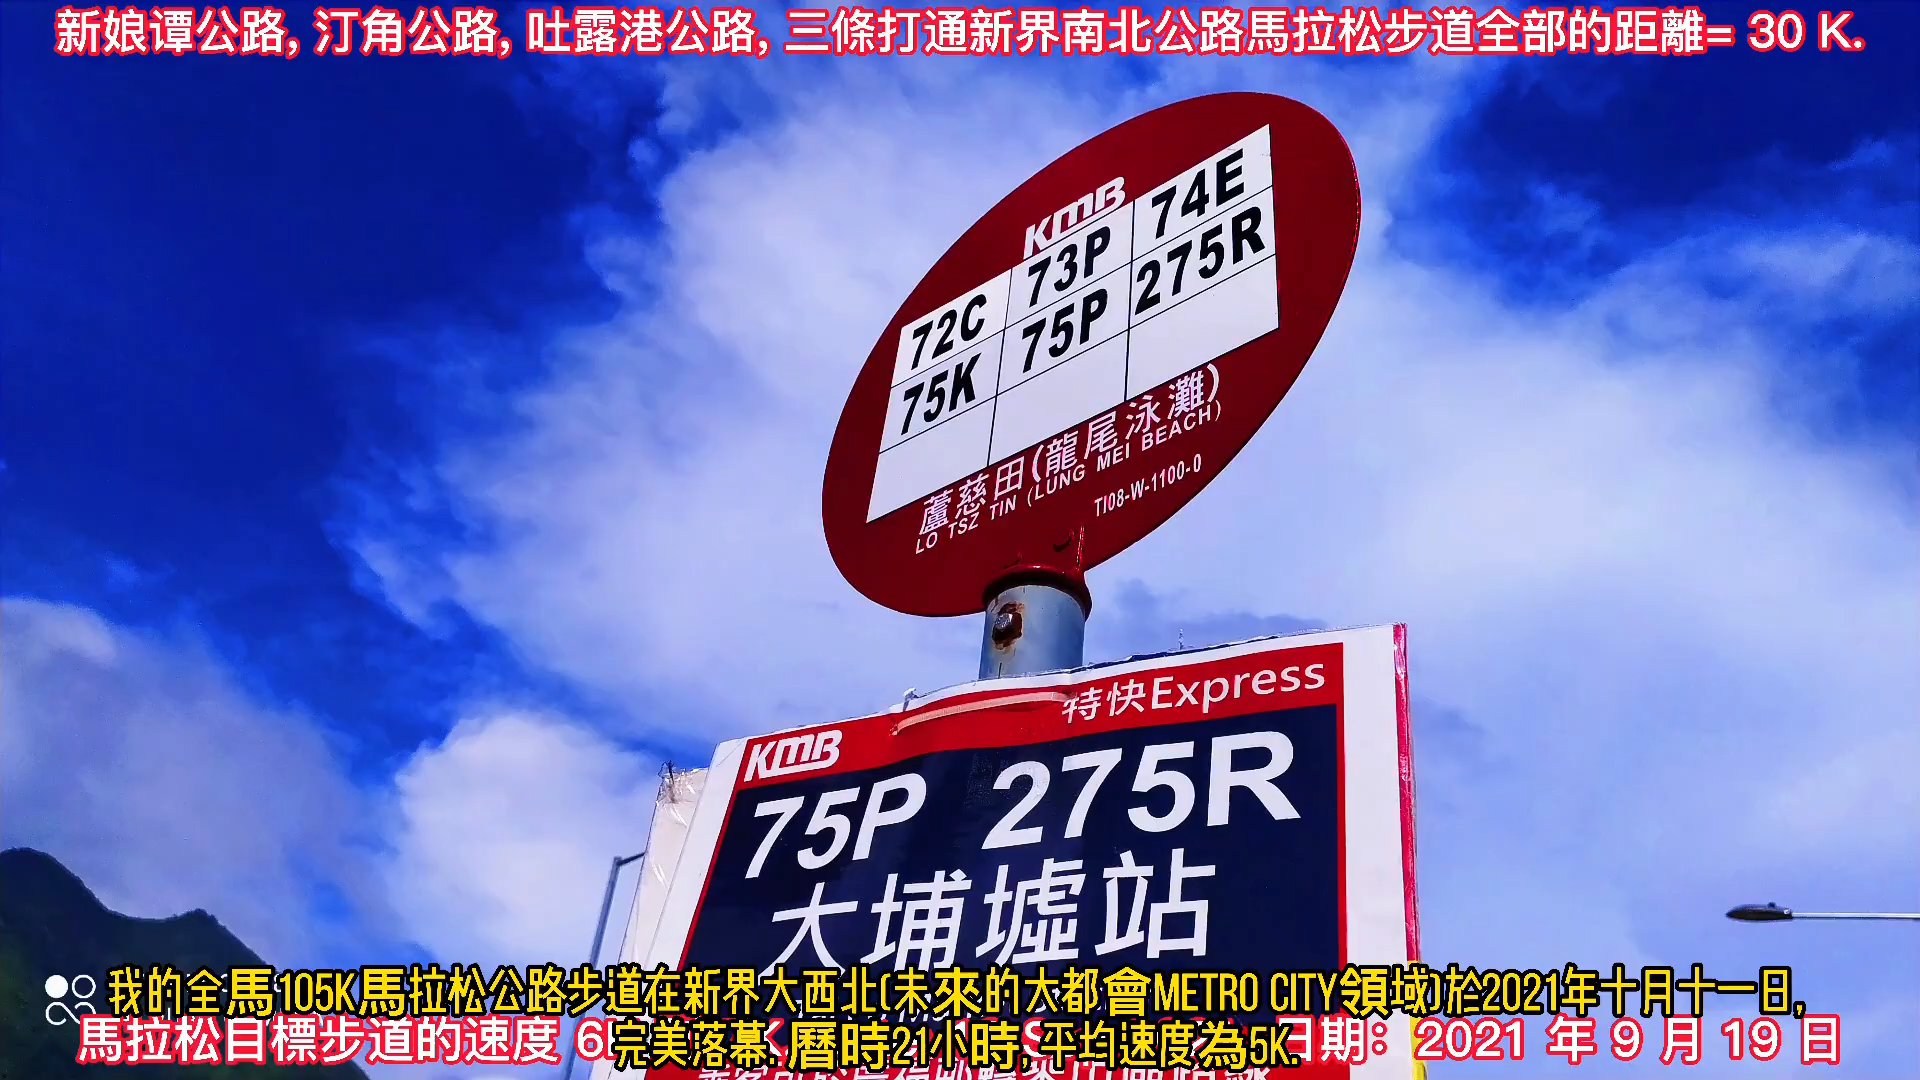 新娘谭公路, 汀角公路, 吐露港公路, 三條打通新界南北公路馬拉松步道全部的距離= 30 K.
KMB
72C 73P 74E
75K 75P 275R
蘆慈田(龍尾泳灘)
LO TSZ TIN (LUNG MEI BEACH)
TI08-W-1100-0
特快Express
KMB
75P 275R
大埔墟站
我的全馬105K馬拉松公路步道在新界大西北(未來的大都會METRO CITY領域)於2021年十月十一日,
完美落幕. 曆時21小時, 平均速度為5K.
馬拉松目標步道的速度 6 日期: 2021 年 9 月 19 日